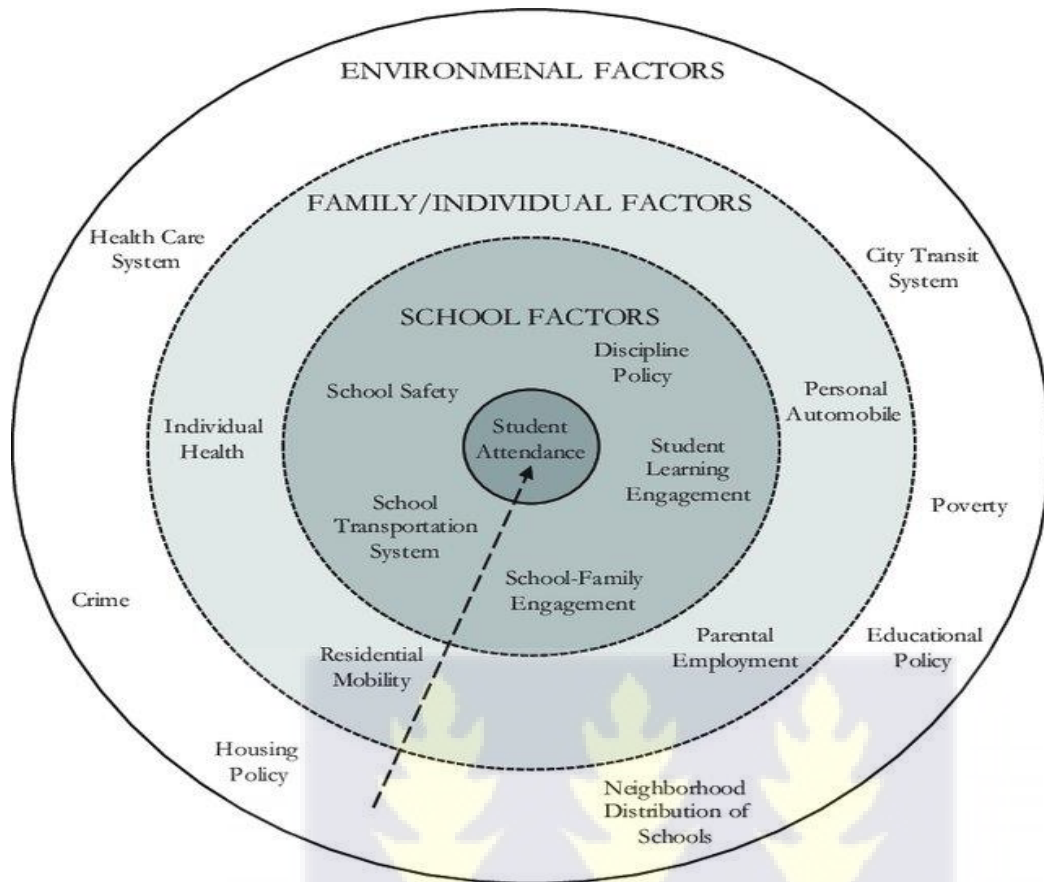 ENVIRONMENAL FACTORS
FAMILY/INDIVIDUAL FACTORS
Health Care
System
City Transit
System
SCHOOL FACTORS
Discipline
Policy
School Safety
Personal
Automobile
Individual
Health
Student
Attendance
Student
Learning
Engagement
School
Transportation
System
Poverty
School-Family
Engagement
Crime
Residential
Mobility
Parental
Employment
Educational
Policy
Housing
Policy
Neighborhood
Distribution of
Schools